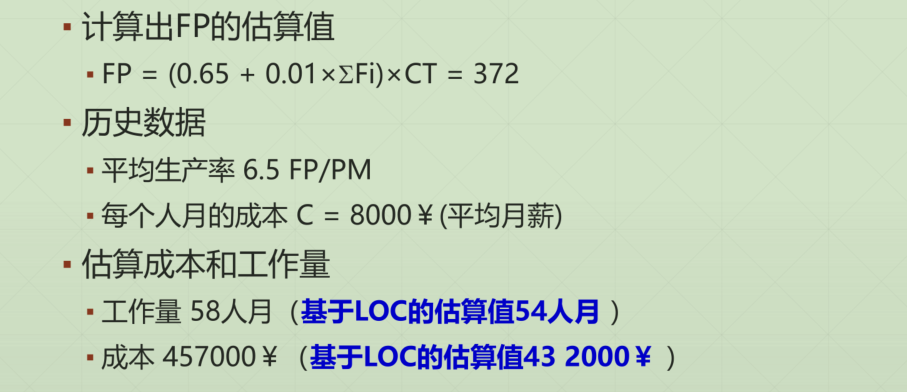 ▪ 计算出FP的估算值
▪ FP = (0.65 + 0.01×ΣFi)×CT = 372
▪ 历史数据
▪ 平均生产率 6.5 FP/PM
▪ 每个人月的成本 C = 8000¥(平均月薪)
▪ 估算成本和工作量
▪ 工作量 58人月（基于LOC的估算值54人月 ）
▪ 成本 457000¥（基于LOC的估算值43 2000¥ ）